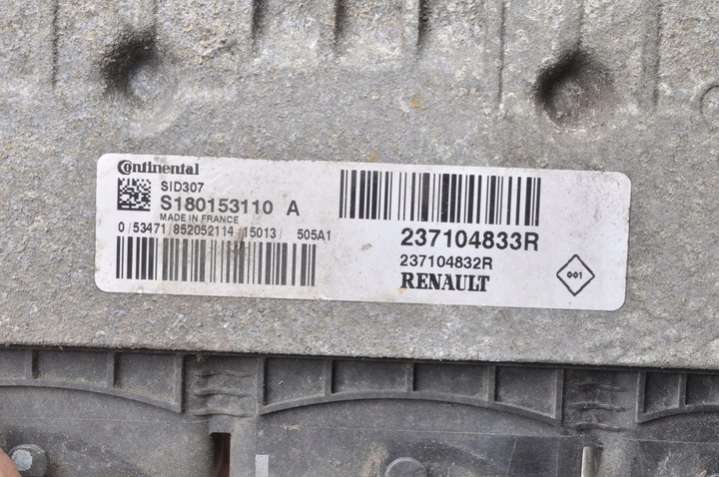 Continental
SID307
S180153110 A
MADE IN FRANCE
0/53471/852052114/15013/ 505A1
237104833R
237104832R
RENAULT
001